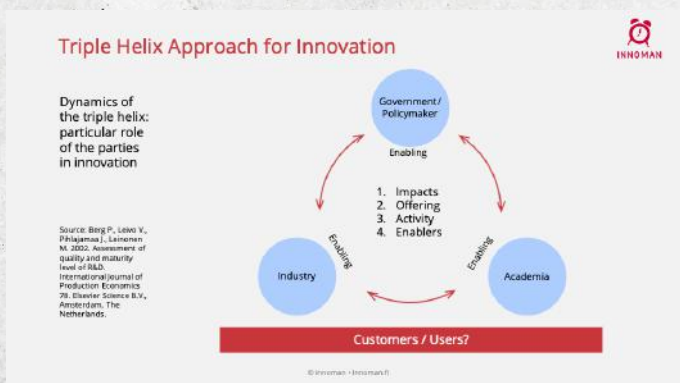 Triple Helix Approach for Innovation
INNOMAN
Dynamics of
the triple helix:
particular role
of the parties
in innovation
Source: Berg P., Leivo V.,
Pihlajamaa J., Leinonen
M. 2002. Assessment of
quality and maturity
level of R&D.
International Journal of
Production Economics
78. Elsevier Science B.V.,
Amsterdam, The
Netherlands.
Government/
Policymaker
Enabling
1. Impacts
2. Offering
3. Activity
4. Enablers
Enabling
Enabling
Industry
Academia
Customers / Users?
© Innoman • Innoman.fi